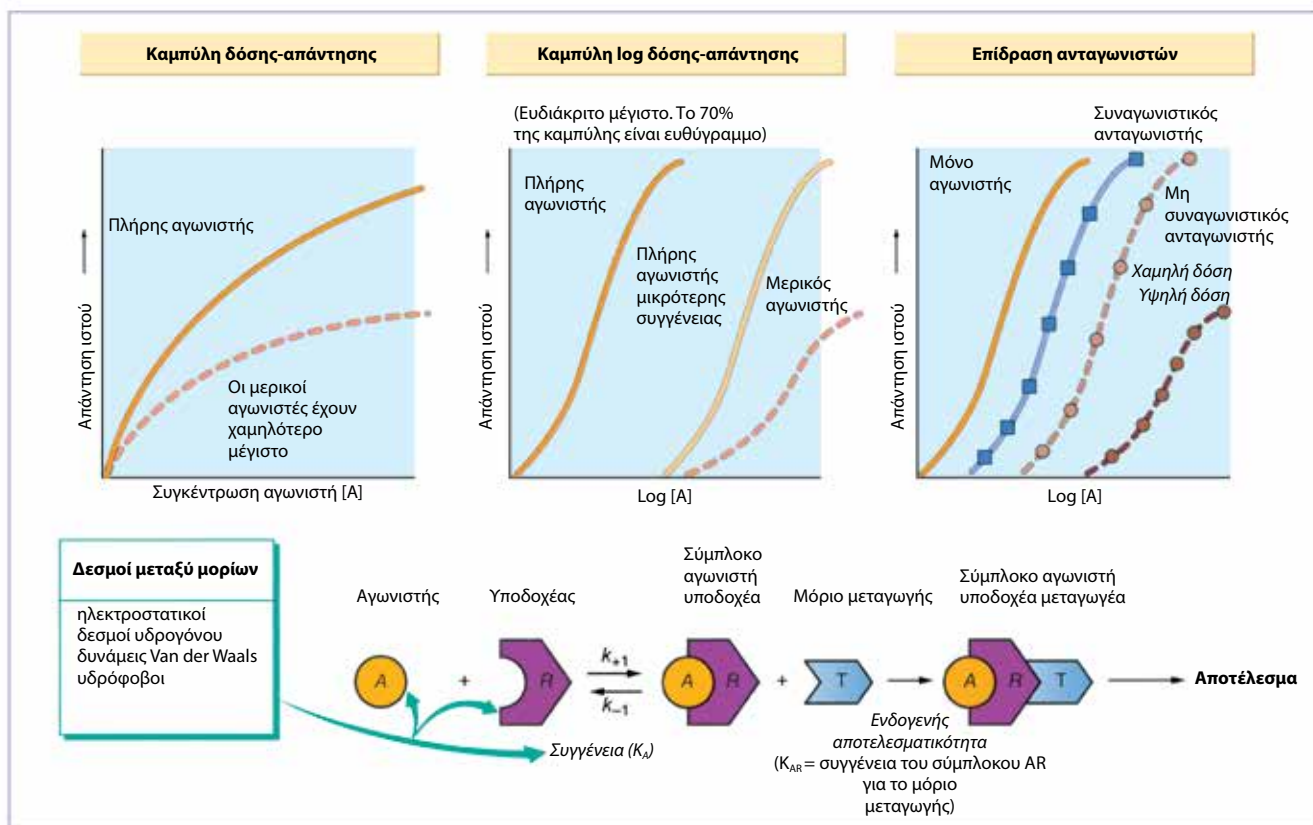 Καμπύλη δόσης-απάντησης
Καμπύλη log δόσης-απάντησης
Επίδραση ανταγωνιστών
Απάντηση ιστού
Πλήρης αγωνιστής
Οι μερικοί
αγωνιστές έχουν
χαμηλότερο
μέγιστο
Συγκέντρωση αγωνιστή [A]
(Ευδιάκριτο μέγιστο. Το 70%
της καμπύλης είναι ευθύγραμμο)
Απάντηση ιστού
Πλήρης
αγωνιστής
Πλήρης
αγωνιστής
μικρότερης
συγγένειας
Μερικός
αγωνιστής
Log [A]
Απάντηση ιστού
Μόνο
αγωνιστής
Συναγωνιστικός
ανταγωνιστής
Μη
συναγωνιστικός
ανταγωνιστής
Χαμηλή δόση
Υψηλή δόση
Log [A]
Δεσμοί μεταξύ μορίων
ηλεκτροστατικοί
δεσμοί υδρογόνου
δυνάμεις Van der Waals
υδρόφοβοι
Αγωνιστής
Υποδοχέας
Σύμπλοκο
αγωνιστή
υποδοχέα
Μόριο μεταγωγής
Σύμπλοκο αγωνιστή
υποδοχέα μεταγωγέα
A + R k+1 k−1 A R + T A R T Αποτέλεσμα
Συγγένεια (KA)
Ενδογενής
αποτελεσματικότητα
(KAR = συγγένεια του σύμπλοκου AR
για το μόριο
μεταγωγής)